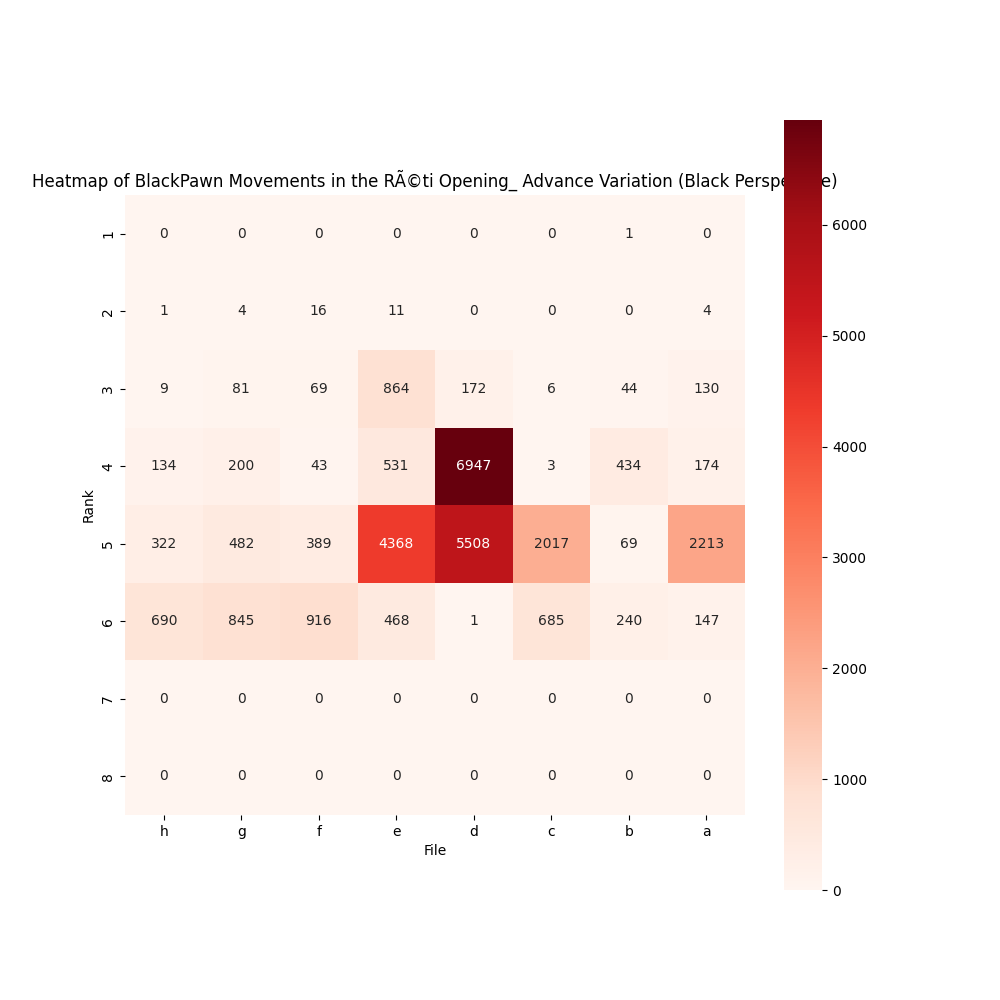 Heatmap of BlackPawn Movements in the RÃ©ti Opening_ Advance Variation (Black Perspe e)
6000
5000
4000
3000
2000
1000
0
Rank
1 0 0 0 0 0 0 1 0
2 1 4 16 11 0 0 0 4
3 9 81 69 864 172 6 44 130
4 134 200 43 531 6947 3 434 174
5 322 482 389 4368 5508 2017 69 2213
6 690 845 916 468 1 685 240 147
7 0 0 0 0 0 0 0 0
8 0 0 0 0 0 0 0 0
h g f e d c b a
File